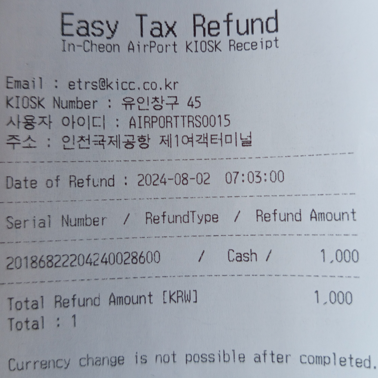 Easy Tax Refund
In-Cheon AirPort KIOSK Receipt
Email : etrs@kicc.co.kr
KIOSK Number : 유인창구 45
사용자 아이디 : AIRPORTTRS0015
주소 : 인천국제공항 제1여객터미널
Date of Refund : 2024-08-02 07:03:00
Serial Number / RefundType / Refund Amount
20186822204240028600 / Cash / 1,000
Total Refund Amount [KRW] 1,000
Total : 1
Currency change is not possible after completed.